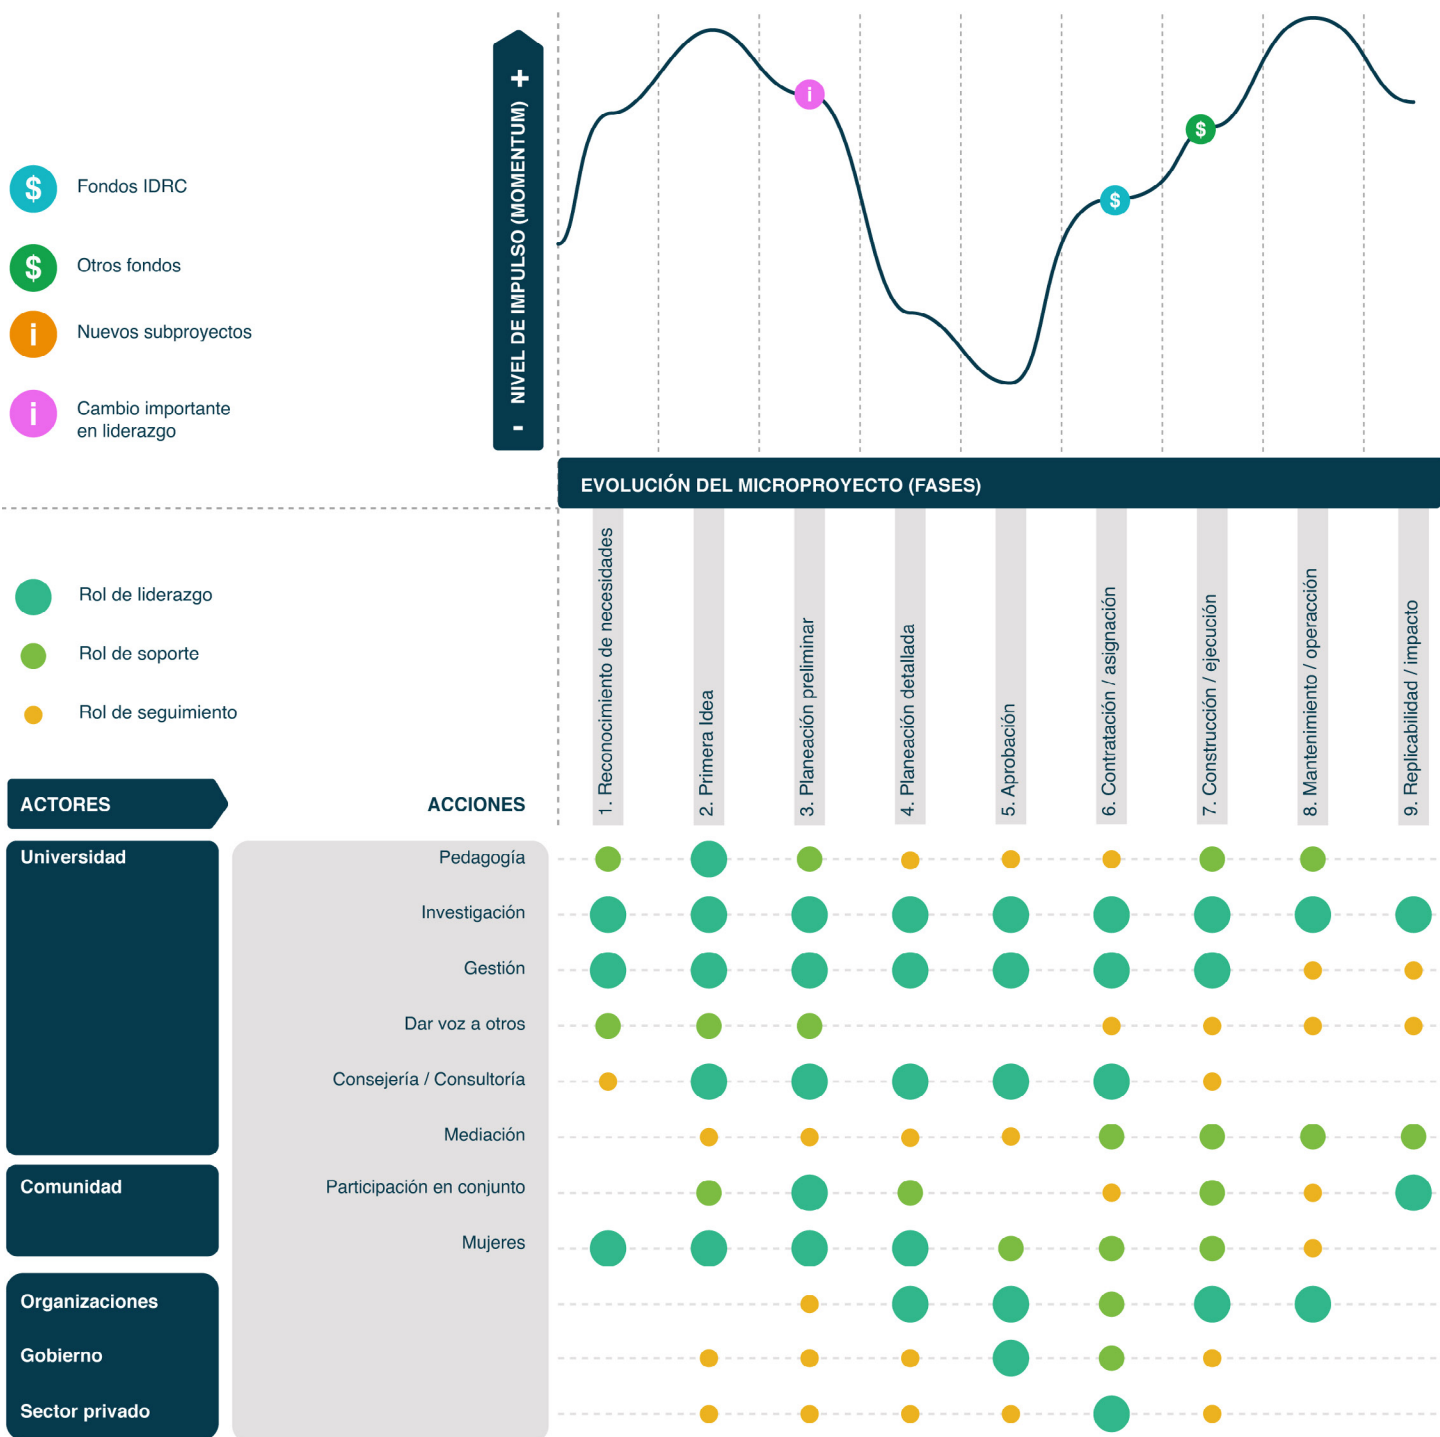 $ Fondos IDRC
$ Otros fondos
i Nuevos subproyectos
i Cambio importante
en liderazgo
- NIVEL DE IMPULSO (MOMENTUM) +
i
$
$
EVOLUCIÓN DEL MICROPROYECTO (FASES)
Rol de liderazgo
Rol de soporte
Rol de seguimiento
1. Reconocimiento de necesidades
2. Primera Idea
3. Planeación preliminar
4. Planeación detallada
5. Aprobación
6. Contratación / asignación
7. Construcción / ejecución
8. Mantenimiento / operacción
9. Replicabilidad / impacto
ACTORES
ACCIONES
Universidad
Pedagogía
Investigación
Gestión
Dar voz a otros
Consejería / Consultoría
Mediación
Comunidad
Participación en conjunto
Mujeres
Organizaciones
Gobierno
Sector privado